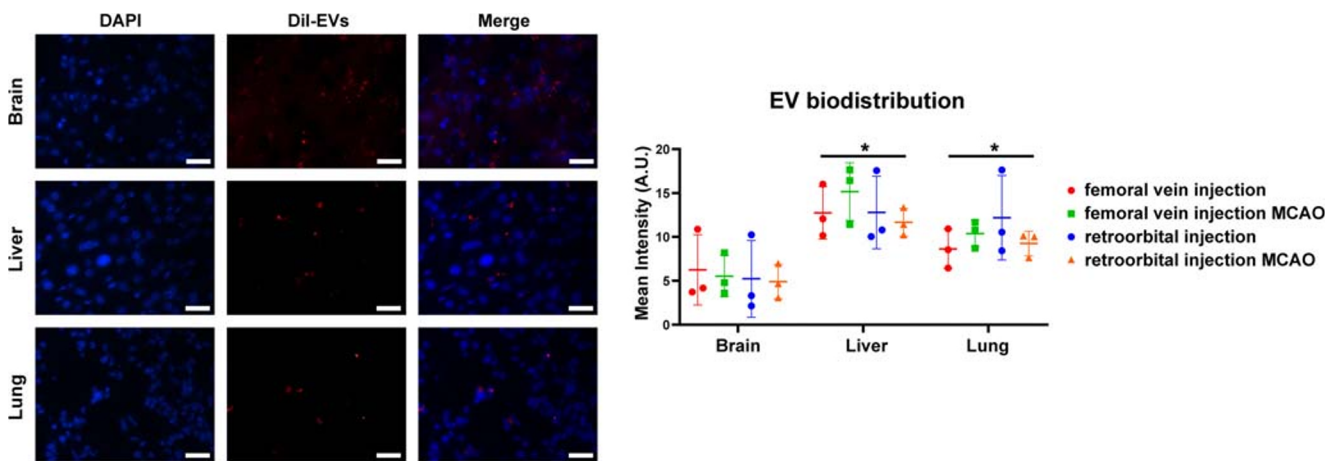 DAPI
Dil-EVs
Merge
Brain
Liver
Lung
EV biodistribution
Mean Intensity (A.U.)
20
15
10
5
0
*
*
Brain
Liver
Lung
femoral vein injection
femoral vein injection MCAO
retroorbital injection
retroorbital injection MCAO